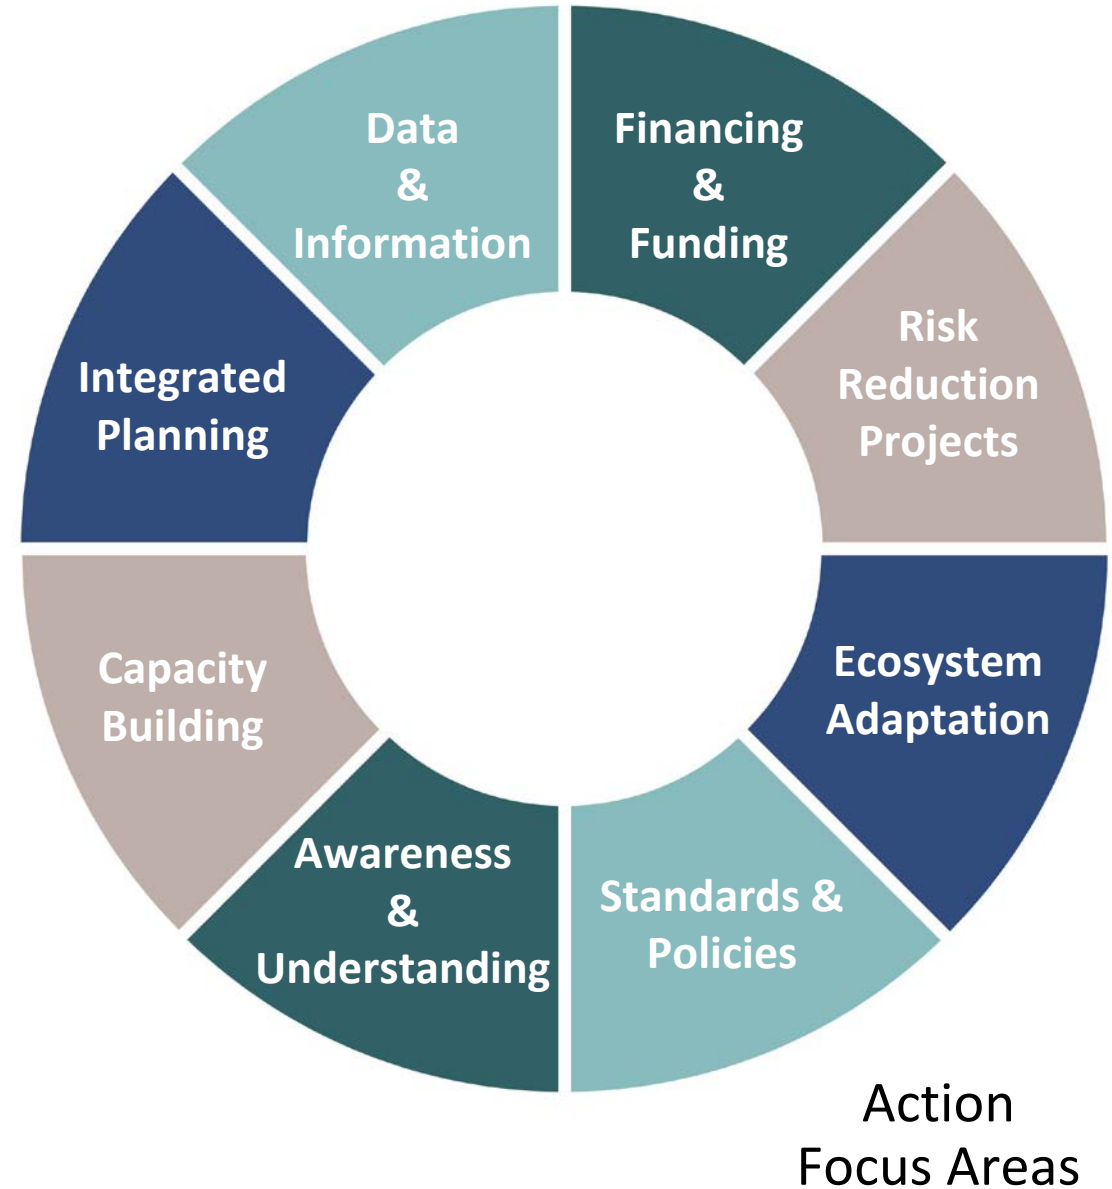 Financing
&
Funding
Risk
Reduction
Projects
Ecosystem
Adaptation
Standards &
Policies
Awareness
&
Understanding
Capacity
Building
Integrated
Planning
Data
&
Information
Action
Focus Areas